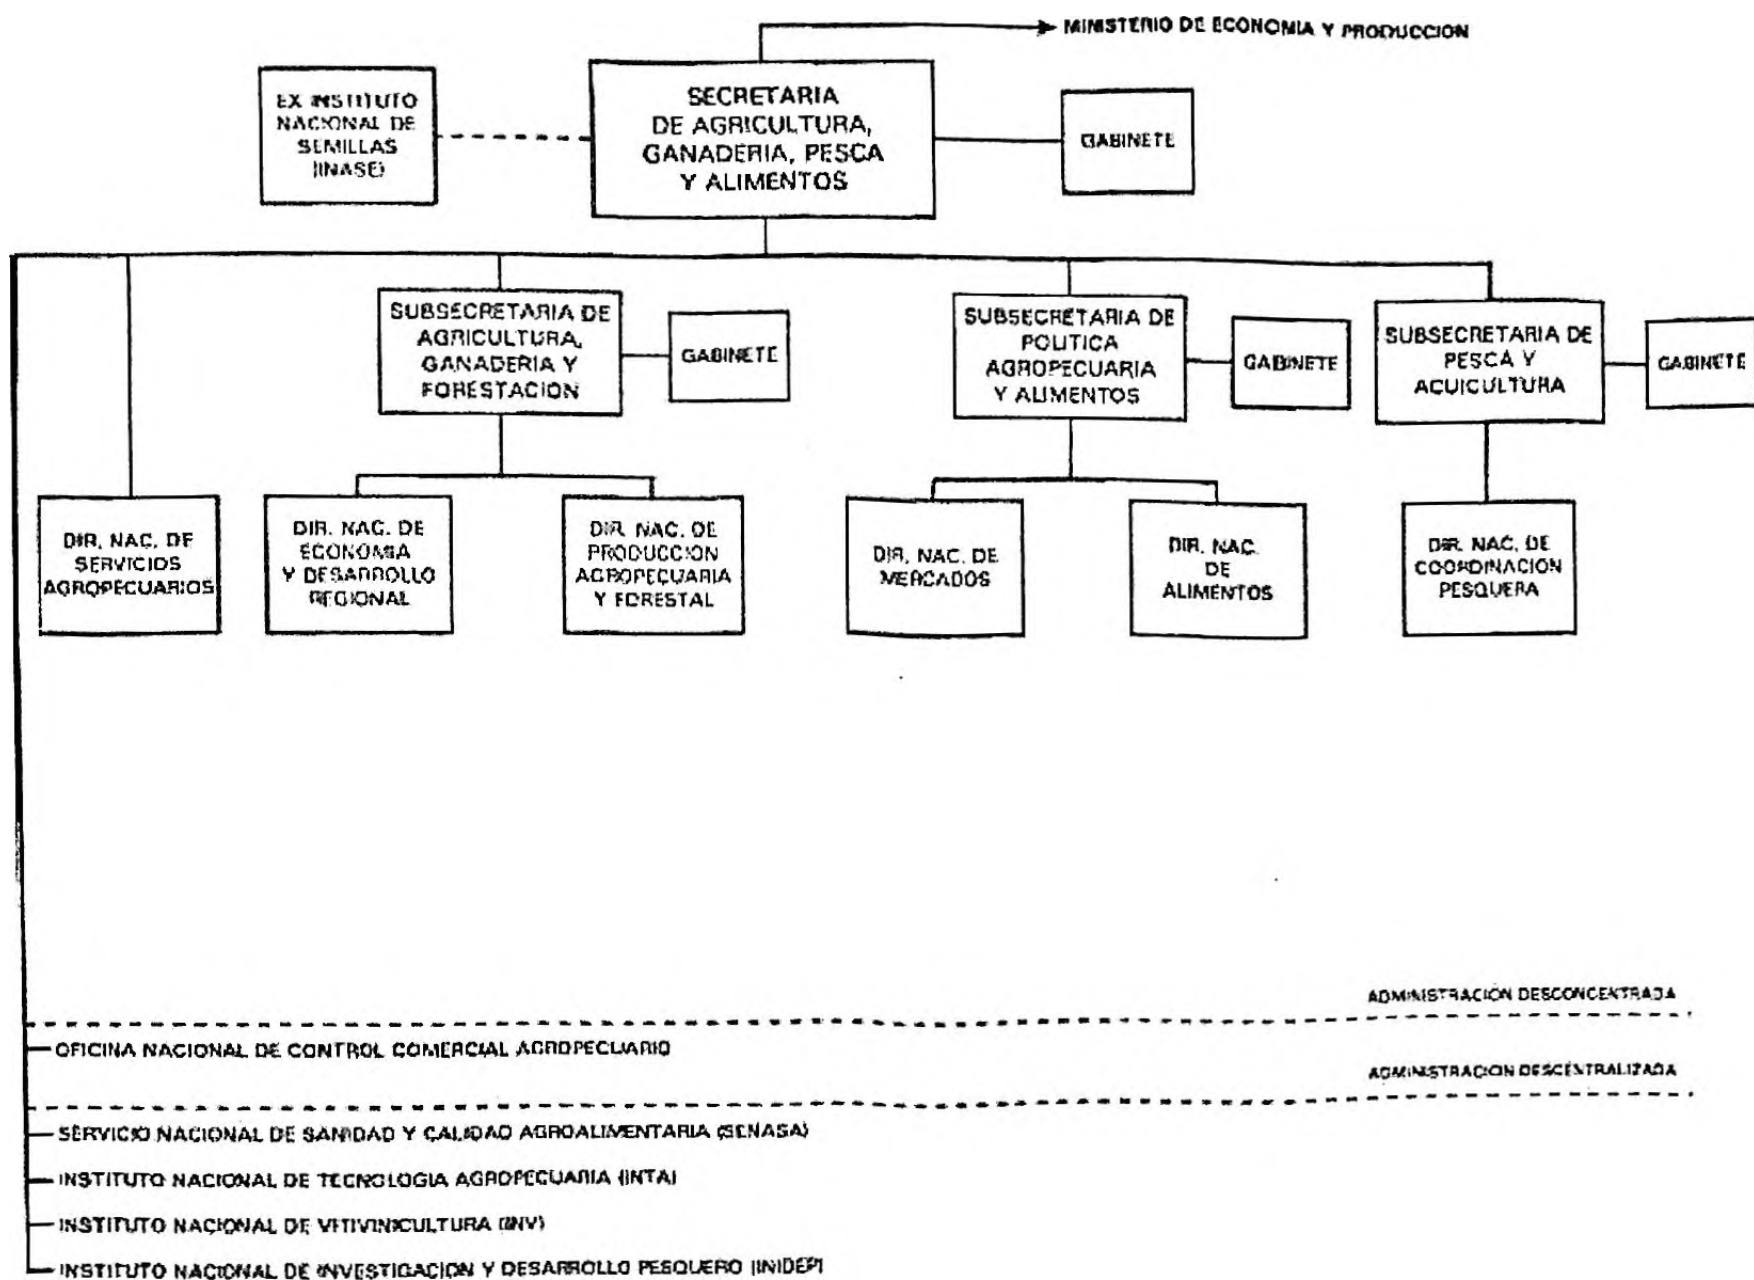 MINISTERIO DE ECONOMIA Y PRODUCCION
EX INSTITUTO
NACIONAL DE
SEMILLAS
(INASE)
SECRETARIA
DE AGRICULTURA,
GANADERIA, PESCA
Y ALIMENTOS
GABINETE
SUBSECRETARIA DE
AGRICULTURA,
GANADERIA Y
FORESTACION
GABINETE
SUBSECRETARIA DE
POLITICA
AGROPECUARIA
Y ALIMENTOS
GABINETE
SUBSECRETARIA DE
PESCA Y
ACUICULTURA
GABINETE
DIR. NAC. DE
SERVICIOS
AGROPECUARIOS
DIR. NAC. DE
ECONOMIA
Y DESARROLLO
REGIONAL
DIR. NAC. DE
PRODUCCION
AGROPECUARIA
Y FORESTAL
DIR. NAC. DE
MERCADOS
DIR. NAC.
DE
ALIMENTOS
DIR. NAC. DE
COORDINACION
PESQUERA
ADMINISTRACIÓN DESCONCENTRADA
OFICINA NACIONAL DE CONTROL COMERCIAL AGROPECUARIO
ADMINISTRACION DESCENTRALIZADA
SERVICIO NACIONAL DE SANIDAD Y CALIDAD AGROALIMENTARIA (SENASA)
INSTITUTO NACIONAL DE TECNOLOGIA AGROPECUARIA (INTA)
INSTITUTO NACIONAL DE VITIVINICULTURA (INV)
INSTITUTO NACIONAL DE INVESTIGACION Y DESARROLLO PESQUERO (INIDEP)